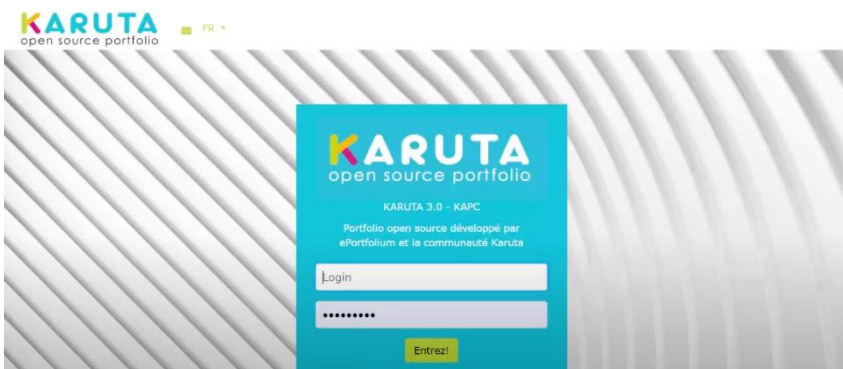 KARUTA
open source portfolio
FR
KARUTA
open source portfolio
KARUTA 3.0 - KAPC
Portfolio open source développé par
ePortfolium et la communauté Karuta
Login
•••••••••
Entrez!